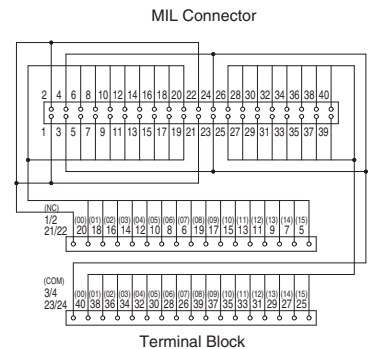 MIL Connector
2 4 6 8 10 12 14 16 18 20 22 24 26 28 30 32 34 36 38 40
1 3 5 7 9 11 13 15 17 19 21 23 25 27 29 31 33 35 37 39
(NC)
1/2 (00) (01) (02) (03) (04) (05) (06) (07) (08) (09) (10) (11) (12) (13) (14) (15)
21/22 20 18 16 14 12 10 8 6 19 17 15 13 11 9 7 5
(COM)
3/4 (00) (01) (02) (03) (04) (05) (06) (07) (08) (09) (10) (11) (12) (13) (14) (15)
23/24 40 38 36 34 32 30 28 26 39 37 35 33 31 29 27 25
Terminal Block